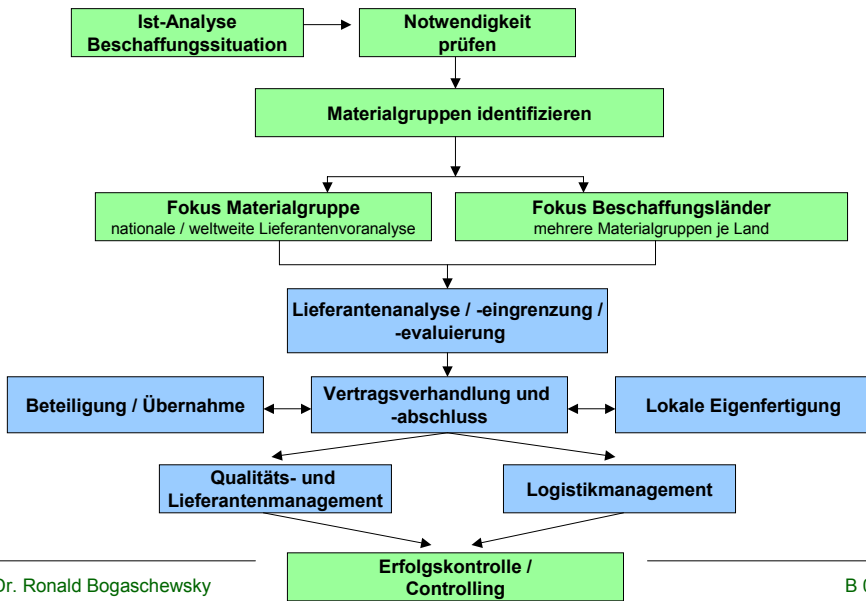 Ist-Analyse
Beschaffungssituation
Notwendigkeit
prüfen
Materialgruppen identifizieren
Fokus Materialgruppe
nationale / weltweite Lieferantenvoranalyse
Fokus Beschaffungsländer
mehrere Materialgruppen je Land
Lieferantenanalyse / -eingrenzung /
-evaluierung
Beteiligung / Übernahme
Vertragsverhandlung und
-abschluss
Lokale Eigenfertigung
Qualitäts- und
Lieferantenmanagement
Logistikmanagement
Erfolgskontrolle /
Controlling
Dr. Ronald Bogaschewsky
B